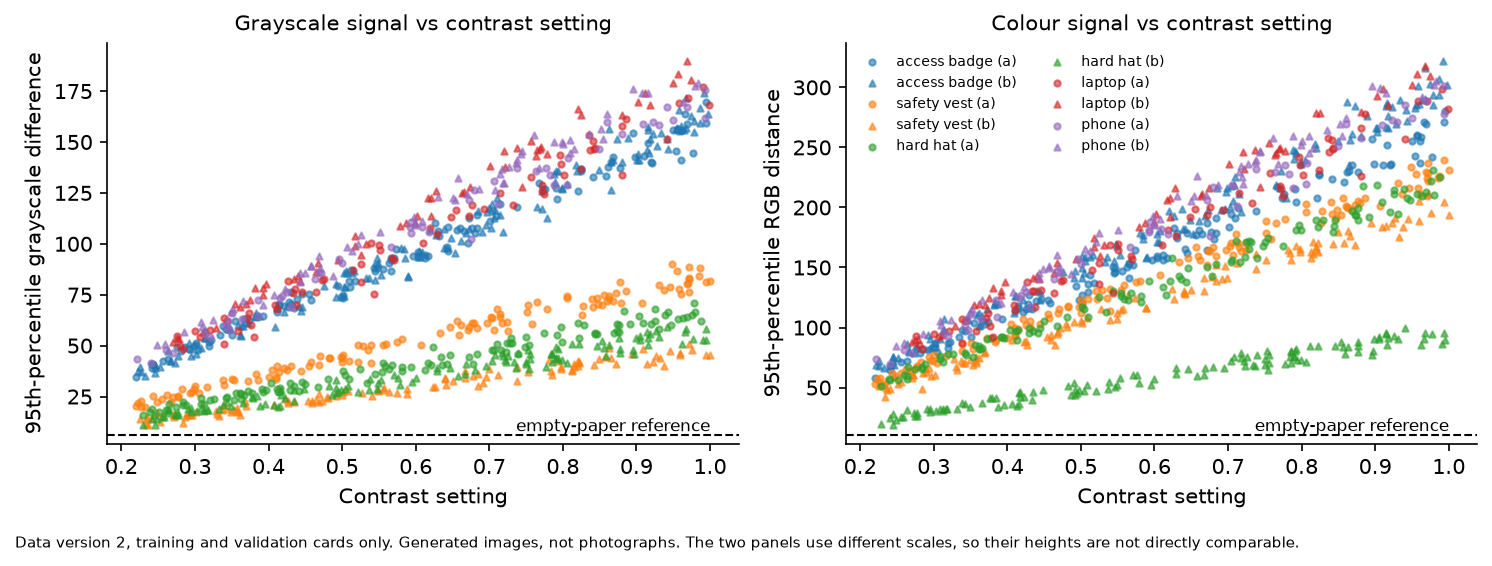 Grayscale signal vs contrast setting
95th-percentile grayscale difference
175
150
125
100
75
50
25
empty-paper reference
0.2 0.3 0.4 0.5 0.6 0.7 0.8 0.9 1.0
Contrast setting
Colour signal vs contrast setting
95th-percentile RGB distance
300
250
200
150
100
50
access badge (a)
access badge (b)
safety vest (a)
safety vest (b)
hard hat (a)
hard hat (b)
laptop (a)
laptop (b)
phone (a)
phone (b)
empty-paper reference
0.2 0.3 0.4 0.5 0.6 0.7 0.8 0.9 1.0
Contrast setting
Data version 2, training and validation cards only. Generated images, not photographs. The two panels use different scales, so their heights are not directly comparable.